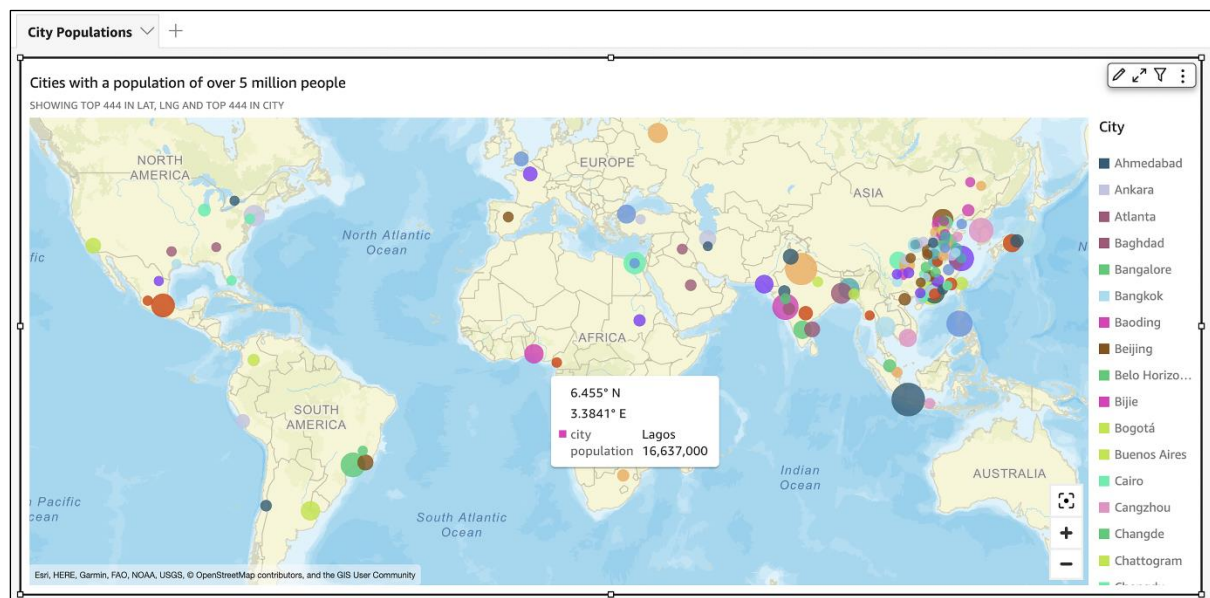 City Populations
Cities with a population of over 5 million people
SHOWING TOP 444 IN LAT, LNG AND TOP 444 IN CITY
City
Ahmedabad
Ankara
Atlanta
Baghdad
Bangalore
Bangkok
Baoding
Beijing
Belo Horizo...
Bijie
Bogotá
Buenos Aires
Cairo
Cangzhou
Changde
Chattogram
NORTH
AMERICA
EUROPE
ASIA
North Atlantic
Ocean
fic
N
AFRICA
6.455° N
3.3841° E
city Lagos
population 16,637,000
SOUTH
AMERICA
Indian
Ocean
AUSTRALIA
Pacific
cean
South Atlantic
Ocean
Esri, HERE, Garmin, FAO, NOAA, USGS, © OpenStreetMap contributors, and the GIS User Community